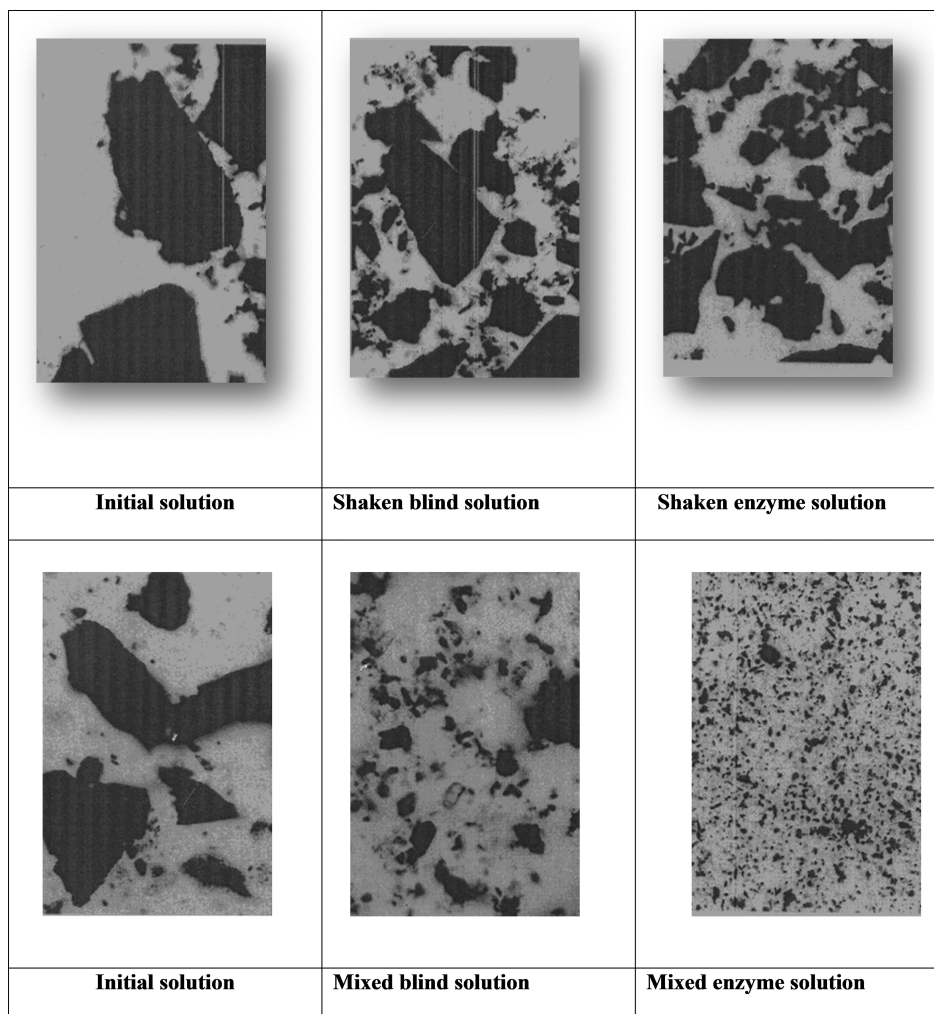 Initial solution
Shaken blind solution
Shaken enzyme solution
Initial solution
Mixed blind solution
Mixed enzyme solution